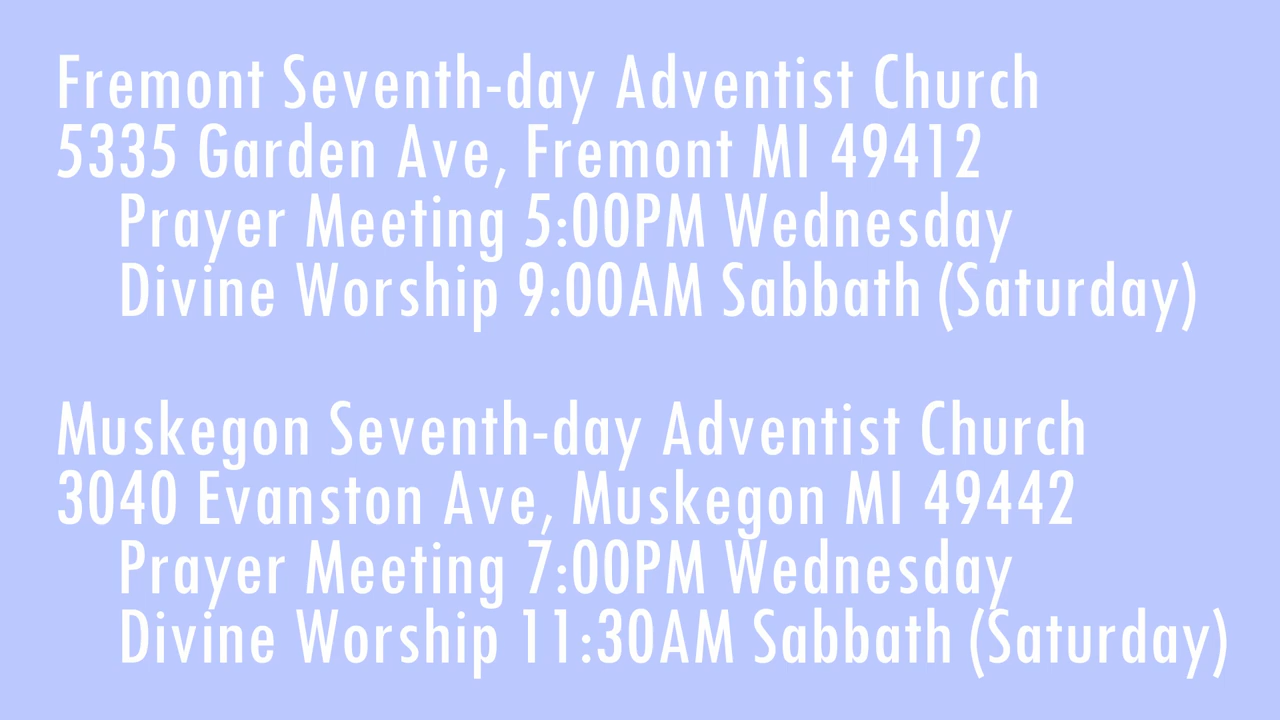 Fremont Seventh-day Adventist Church
5335 Garden Ave, Fremont MI 49412
Prayer Meeting 5:00PM Wednesday
Divine Worship 9:00AM Sabbath (Saturday)
Muskegon Seventh-day Adventist Church
3040 Evanston Ave, Muskegon MI 49442
Prayer Meeting 7:00PM Wednesday
Divine Worship 11:30AM Sabbath (Saturday)